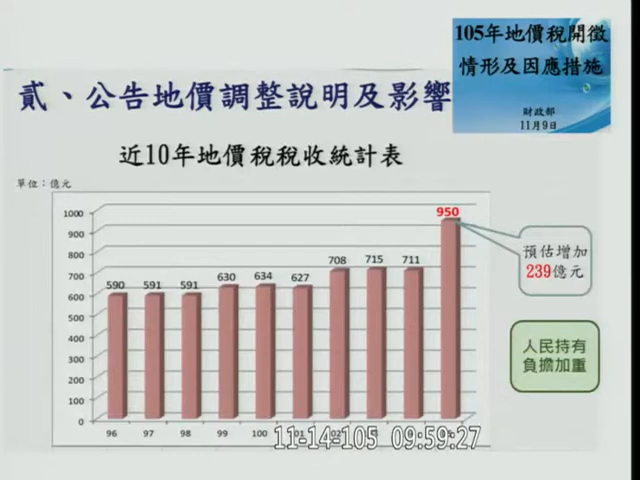 105年地價稅開徵
情形及因應措施
財政部
11月9日
貳、公告地價調整說明及影響
近10年地價稅稅收統計表
單位：億元
1000
900
800
700
600
500
400
300
200
100
0
590
591
591
630
634
627
708
715
711
950
預估增加
239億元
人民持有
負擔加重
96
97
98
99
100
11-14-105 09:59:27